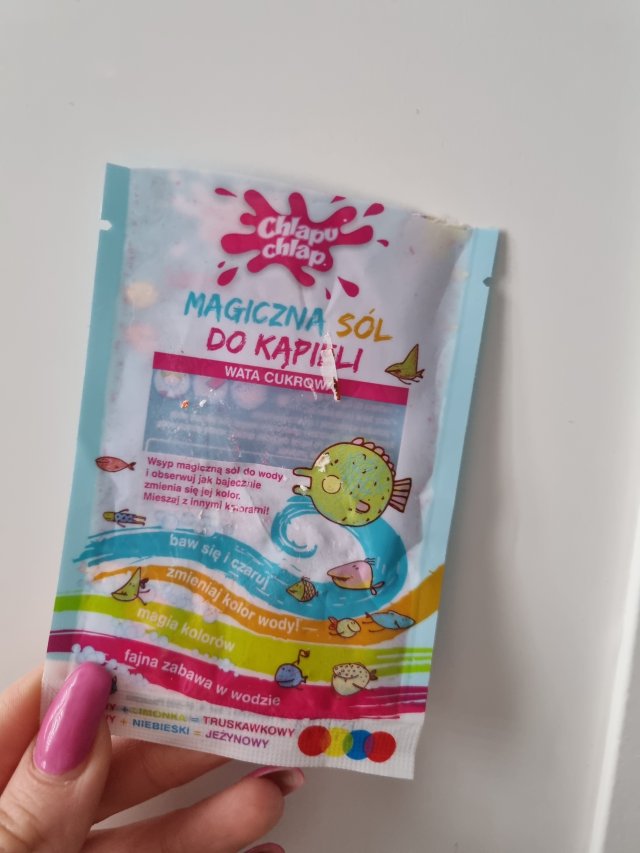 Chlapu
chlap.
MAGICZNA SÓL
DO KĄPIELI
WATA CUKROWA
Wsyp magiczną sól do wody
i obserwuj jak bajecznie
zmienia się jej kolor.
Mieszaj z innymi kolorami!
baw się i czaruj
zmieniaj kolor wody!
magia kolorów
fajna zabawa w wodzie
+ LIMONKA = TRUSKAWKOWY
+ NIEBIESKI = JEŻYNOWY